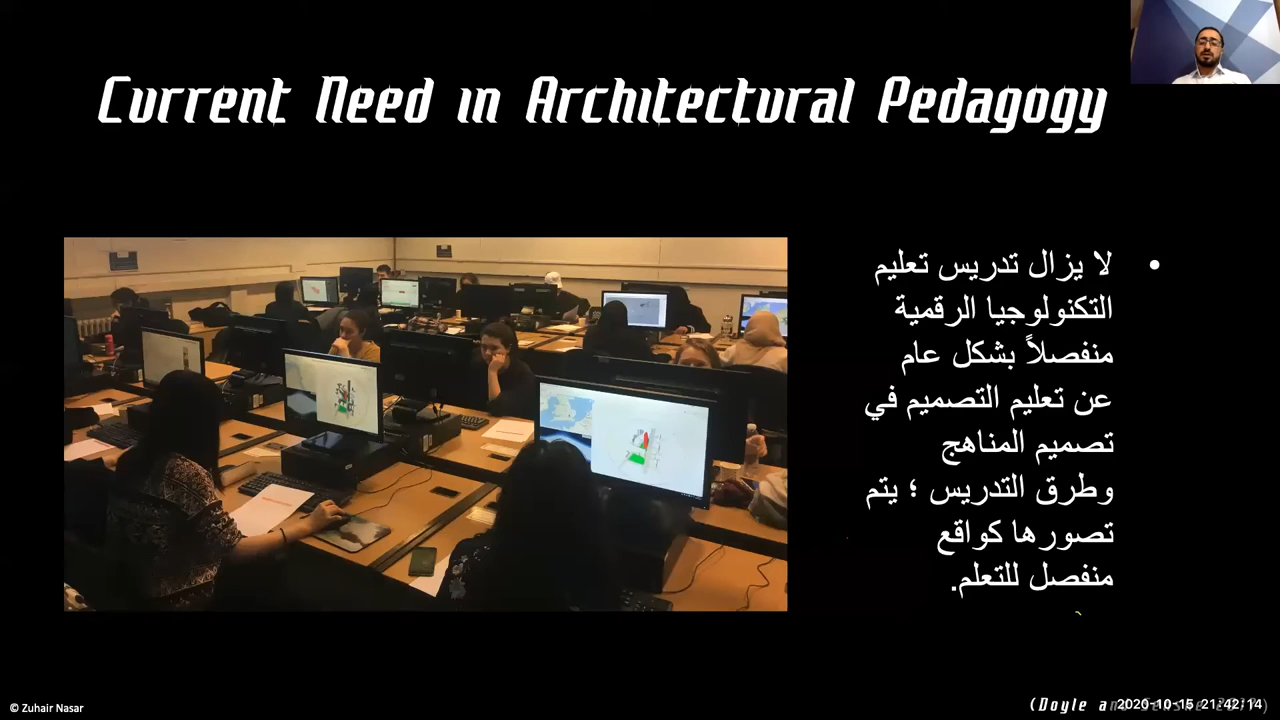 Current Need in Architectural Pedagogy
لا يزال تدريس تعليم
التكنولوجيا الرقمية
منفصلاً بشكل عام
عن تعليم التصميم في
تصميم المناهج
وطرق التدريس ؛ يتم
تصورها كواقع
منفصل للتعلم.
© Zuhair Nasar
(Doyle
2020-10-15 21:42:14